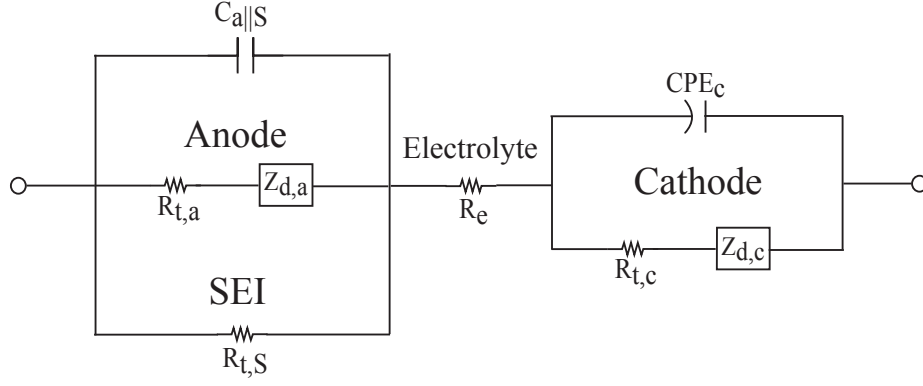 C_a||S
Anode
R_t,a
Z_d,a
SEI
R_t,S
Electrolyte
R_e
CPE_c
Cathode
R_t,c
Z_d,c